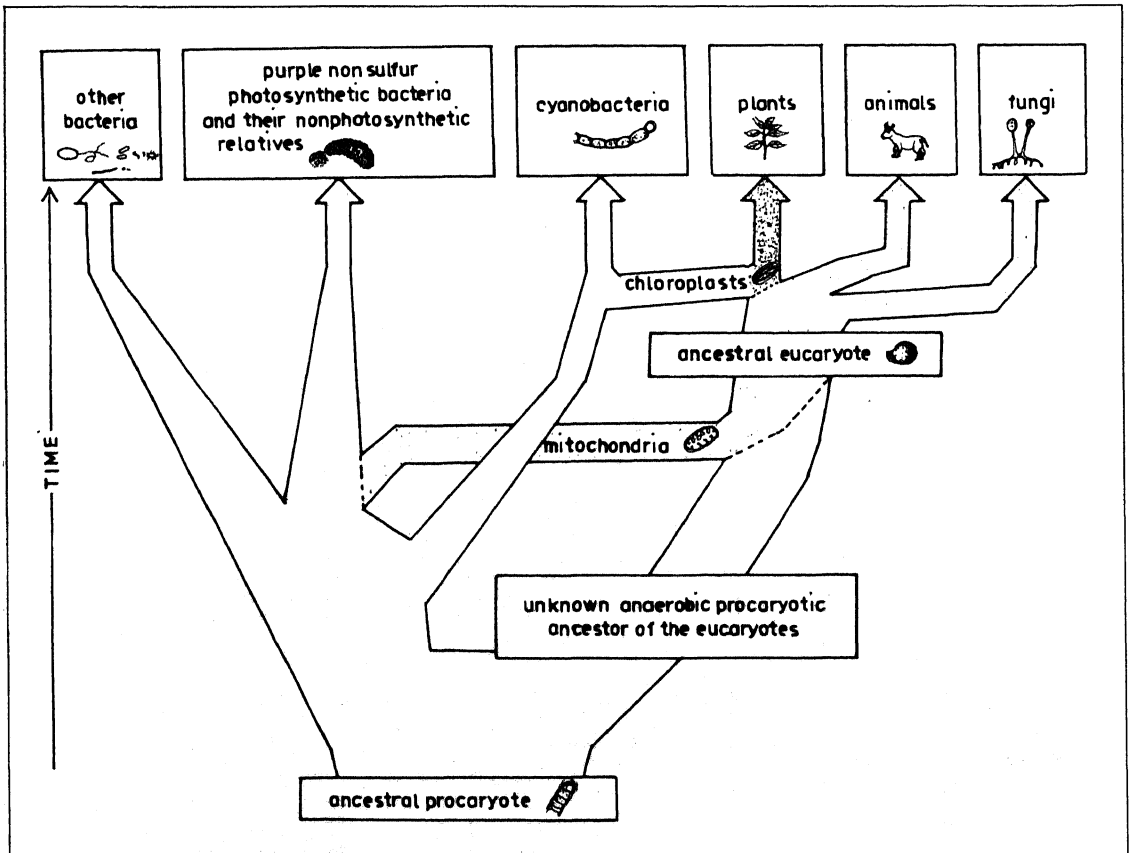 other
bacteria
purple non sulfur
photosynthetic bacteria
and their nonphotosynthetic
relatives
cyanobacteria
plants
animals
fungi
chloroplasts
ancestral eucaryote
mitochondria
TIME
unknown anaerobic procaryotic
ancestor of the eucaryotes
ancestral procaryote